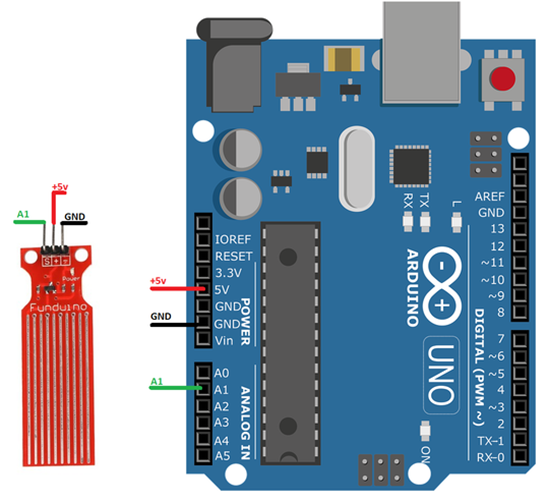 +5v
A1
GND
S + -
Power
Funduino
+5v
GND
A1
IOREF
RESET
3.3V
5V
GND
GND
Vin
POWER
A0
A1
A2
A3
A4
A5
ANALOG IN
RX
TX
L
ARDUINO
UNO
ON
AREF
GND
13
12
~11
~10
~9
8
7
~6
~5
4
~3
2
TX-1
RX-0
DIGITAL (PWM ~)